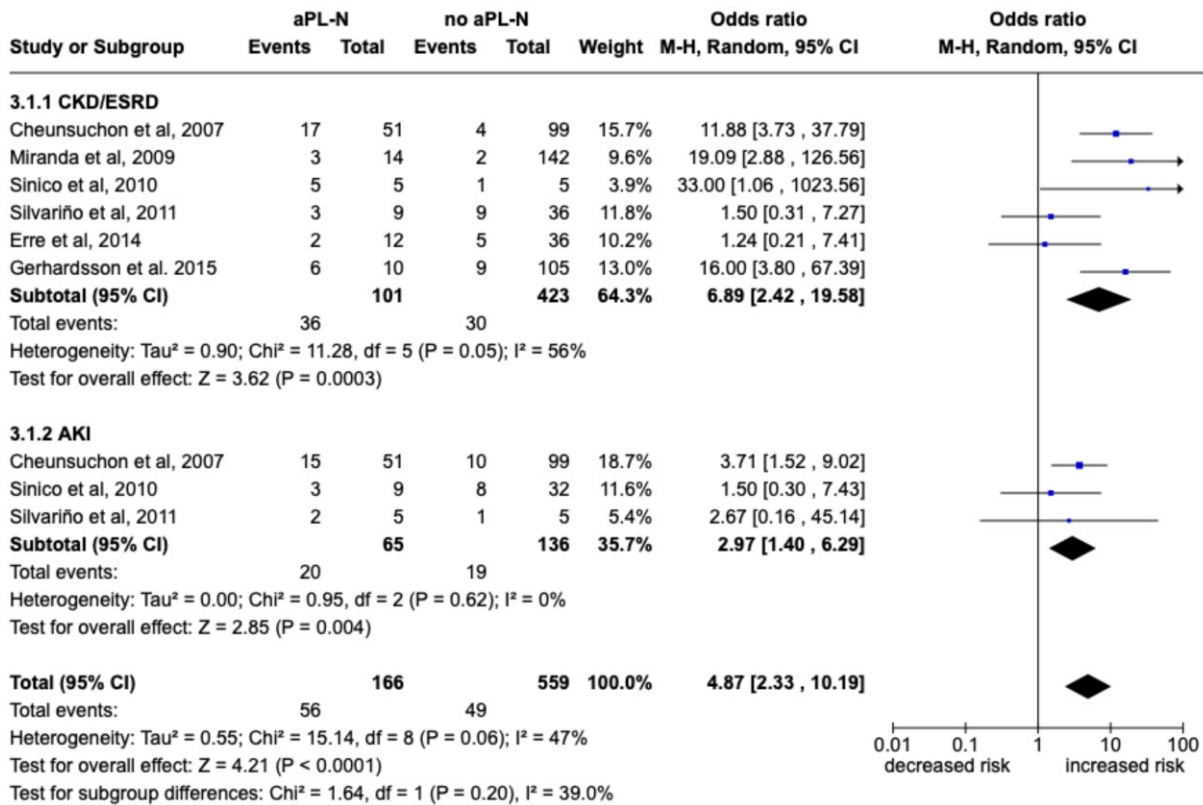 aPL-N no aPL-N Odds ratio Odds ratio
Study or Subgroup Events Total Events Total Weight M-H, Random, 95% CI M-H, Random, 95% CI
3.1.1 CKD/ESRD
Cheunsuchon et al, 2007 17 51 4 99 15.7% 11.88 [3.73 , 37.79]
Miranda et al, 2009 3 14 2 142 9.6% 19.09 [2.88 , 126.56]
Sinico et al, 2010 5 5 1 5 3.9% 33.00 [1.06 , 1023.56]
Silvariño et al, 2011 3 9 9 36 11.8% 1.50 [0.31 , 7.27]
Erre et al, 2014 2 12 5 36 10.2% 1.24 [0.21 , 7.41]
Gerhardsson et al. 2015 6 10 9 105 13.0% 16.00 [3.80 , 67.39]
Subtotal (95% CI) 101 423 64.3% 6.89 [2.42 , 19.58]
Total events: 36 30
Heterogeneity: Tau² = 0.90; Chi² = 11.28, df = 5 (P = 0.05); I² = 56%
Test for overall effect: Z = 3.62 (P = 0.0003)
3.1.2 AKI
Cheunsuchon et al, 2007 15 51 10 99 18.7% 3.71 [1.52 , 9.02]
Sinico et al, 2010 3 9 8 32 11.6% 1.50 [0.30 , 7.43]
Silvariño et al, 2011 2 5 1 5 5.4% 2.67 [0.16 , 45.14]
Subtotal (95% CI) 65 136 35.7% 2.97 [1.40 , 6.29]
Total events: 20 19
Heterogeneity: Tau² = 0.00; Chi² = 0.95, df = 2 (P = 0.62); I² = 0%
Test for overall effect: Z = 2.85 (P = 0.004)
Total (95% CI) 166 559 100.0% 4.87 [2.33 , 10.19]
Total events: 56 49
Heterogeneity: Tau² = 0.55; Chi² = 15.14, df = 8 (P = 0.06); I² = 47%
Test for overall effect: Z = 4.21 (P < 0.0001)
Test for subgroup differences: Chi² = 1.64, df = 1 (P = 0.20), I² = 39.0%
0.01 0.1 1 10 100
decreased risk increased risk